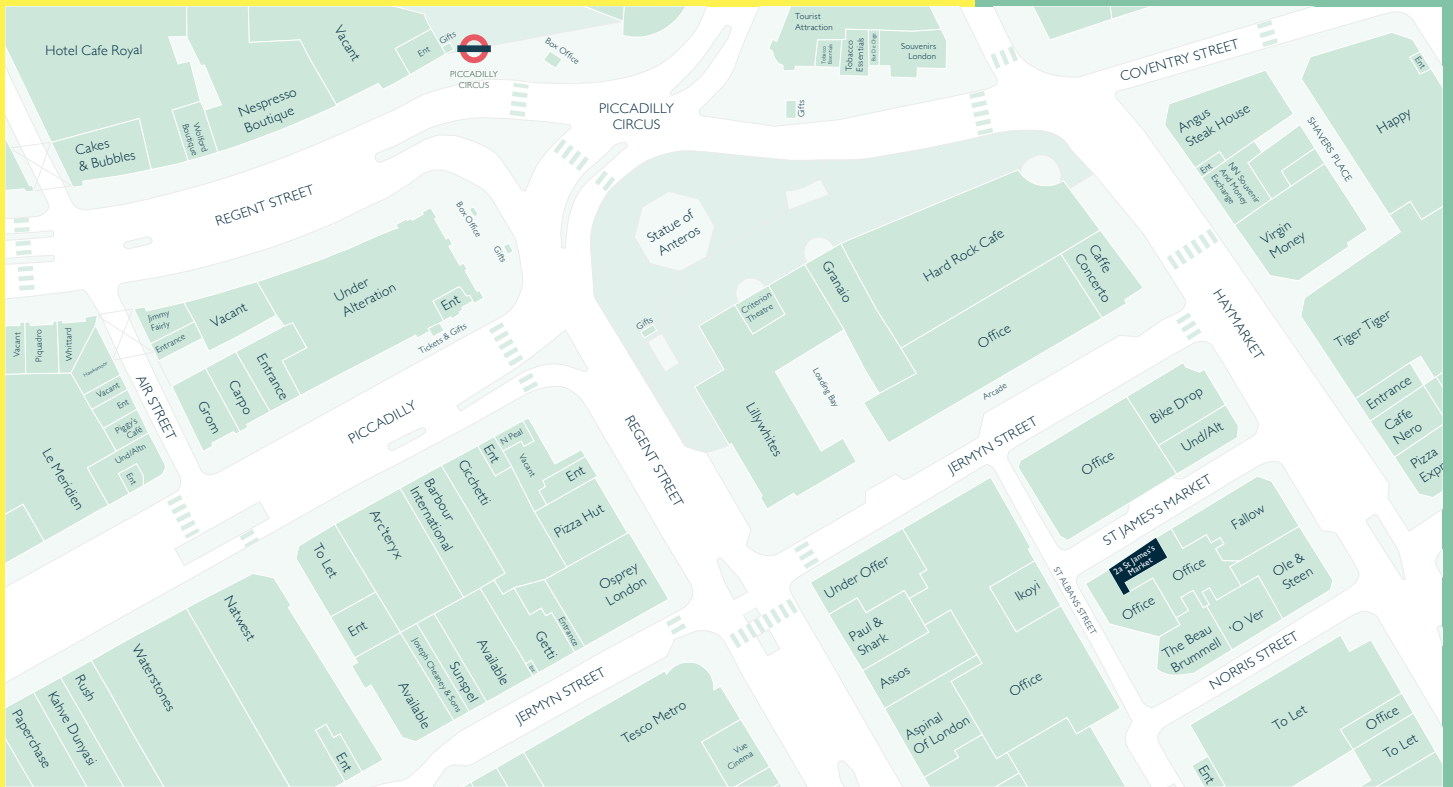 Hotel Cafe Royal
Vacant
Ent
Gifts
PICCADILLY
CIRCUS
Box Office
Tourist
Attraction
Tobacco
Essentials
Souvenirs
London
Gifts
COVENTRY STREET
Ent
Happy
Nespresso
Boutique
Wolford
Boutique
Cakes
& Bubbles
PICCADILLY
CIRCUS
Angus
Steak House
SHAVERS PLACE
Ent
NN Souvenir
And Money
Exchange
Virgin
Money
REGENT STREET
Box Office
Gifts
Statue of
Anteros
Hard Rock Cafe
Caffe
Concerto
Granaio
Criterion
Theatre
Office
HAYMARKET
Tiger Tiger
Under
Alteration
Ent
Tickets & Gifts
Jimmy
Fairly
Entrance
Vacant
Vacant
Piquadro
Whittard
Vacant
Ent
Piggy's
Café
Und/Altn
Ent
Le Meridien
AIR STREET
Grom
Carpo
Entrance
PICCADILLY
Gifts
Loading
Bay
Lillywhites
Arcade
REGENT STREET
JERMYN STREET
Bike Drop
Und/Alt
Office
Entrance
Caffe
Nero
Pizza
Expr
N Peal
Vacant
Ent
Ent
Cicchetti
Barbour
International
Arc'teryx
To Let
Pizza Hut
Osprey
London
Entrance
Getti
Available
Sunspel
Joseph Cheaney & Sons
Available
Ent
ST JAMES'S MARKET
Fallow
2a St James's
Market
Office
Office
Ole &
Steen
'O Ver
The Beau
Brummell
ST ALBANS STREET
NORRIS STREET
Under Offer
Paul &
Shark
Ikoyi
Assos
Office
Aspinal
Of London
Natwest
Waterstones
Rush
Kahve Dunyasi
Paperchase
Ent
JERMYN STREET
Tesco Metro
Vue
Cinema
To Let
Office
To Let
Ent